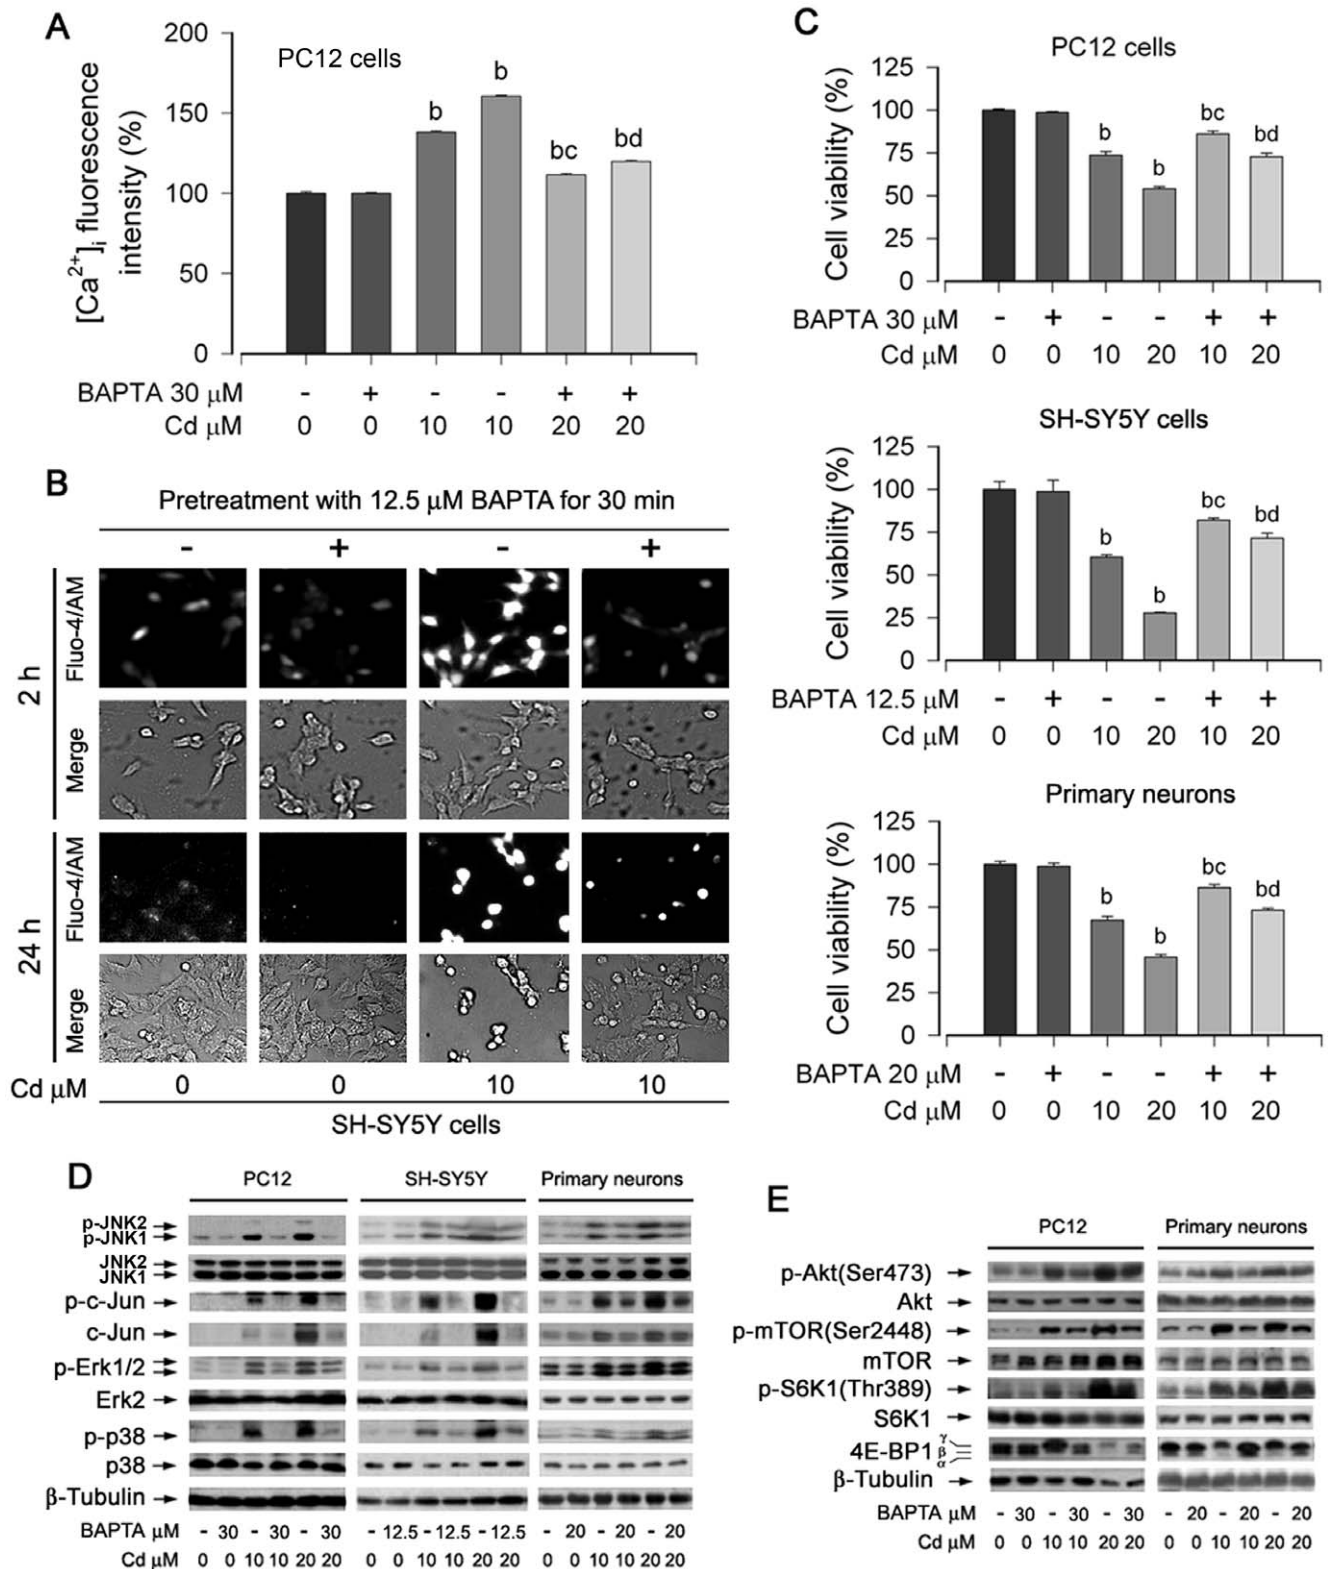 A
PC12 cells
[Ca2+]i fluorescence
intensity (%)
200
150
100
50
0
b
b
bc
bd
BAPTA 30 µM - + - - + +
Cd µM 0 0 10 10 20 20
B
Pretreatment with 12.5 µM BAPTA for 30 min
- + - +
2 h
Fluo-4/AM
Merge
24 h
Fluo-4/AM
Merge
Cd µM 0 0 10 10
SH-SY5Y cells
C
PC12 cells
Cell viability (%)
125
100
75
50
25
0
b
b
bc
bd
BAPTA 30 µM - + - - + +
Cd µM 0 0 10 20 10 20
SH-SY5Y cells
Cell viability (%)
125
100
75
50
25
0
b
b
bc
bd
BAPTA 12.5 µM - + - - + +
Cd µM 0 0 10 20 10 20
Primary neurons
Cell viability (%)
125
100
75
50
25
0
b
b
bc
bd
BAPTA 20 µM - + - - + +
Cd µM 0 0 10 20 10 20
D
PC12 SH-SY5Y Primary neurons
p-JNK2
p-JNK1
JNK2
JNK1
p-c-Jun
c-Jun
p-Erk1/2
Erk2
p-p38
p38
β-Tubulin
BAPTA µM - 30 - 30 - 30 - 12.5 - 12.5 - 12.5 - 20 - 20 - 20
Cd µM 0 0 10 10 20 20 0 0 10 10 20 20 0 0 10 10 20 20
E
PC12 Primary neurons
p-Akt(Ser473)
Akt
p-mTOR(Ser2448)
mTOR
p-S6K1(Thr389)
S6K1
4E-BP1 γ β α
β-Tubulin
BAPTA µM - 30 - 30 - 30 - 20 - 20 - 20
Cd µM 0 0 10 10 20 20 0 0 10 10 20 20